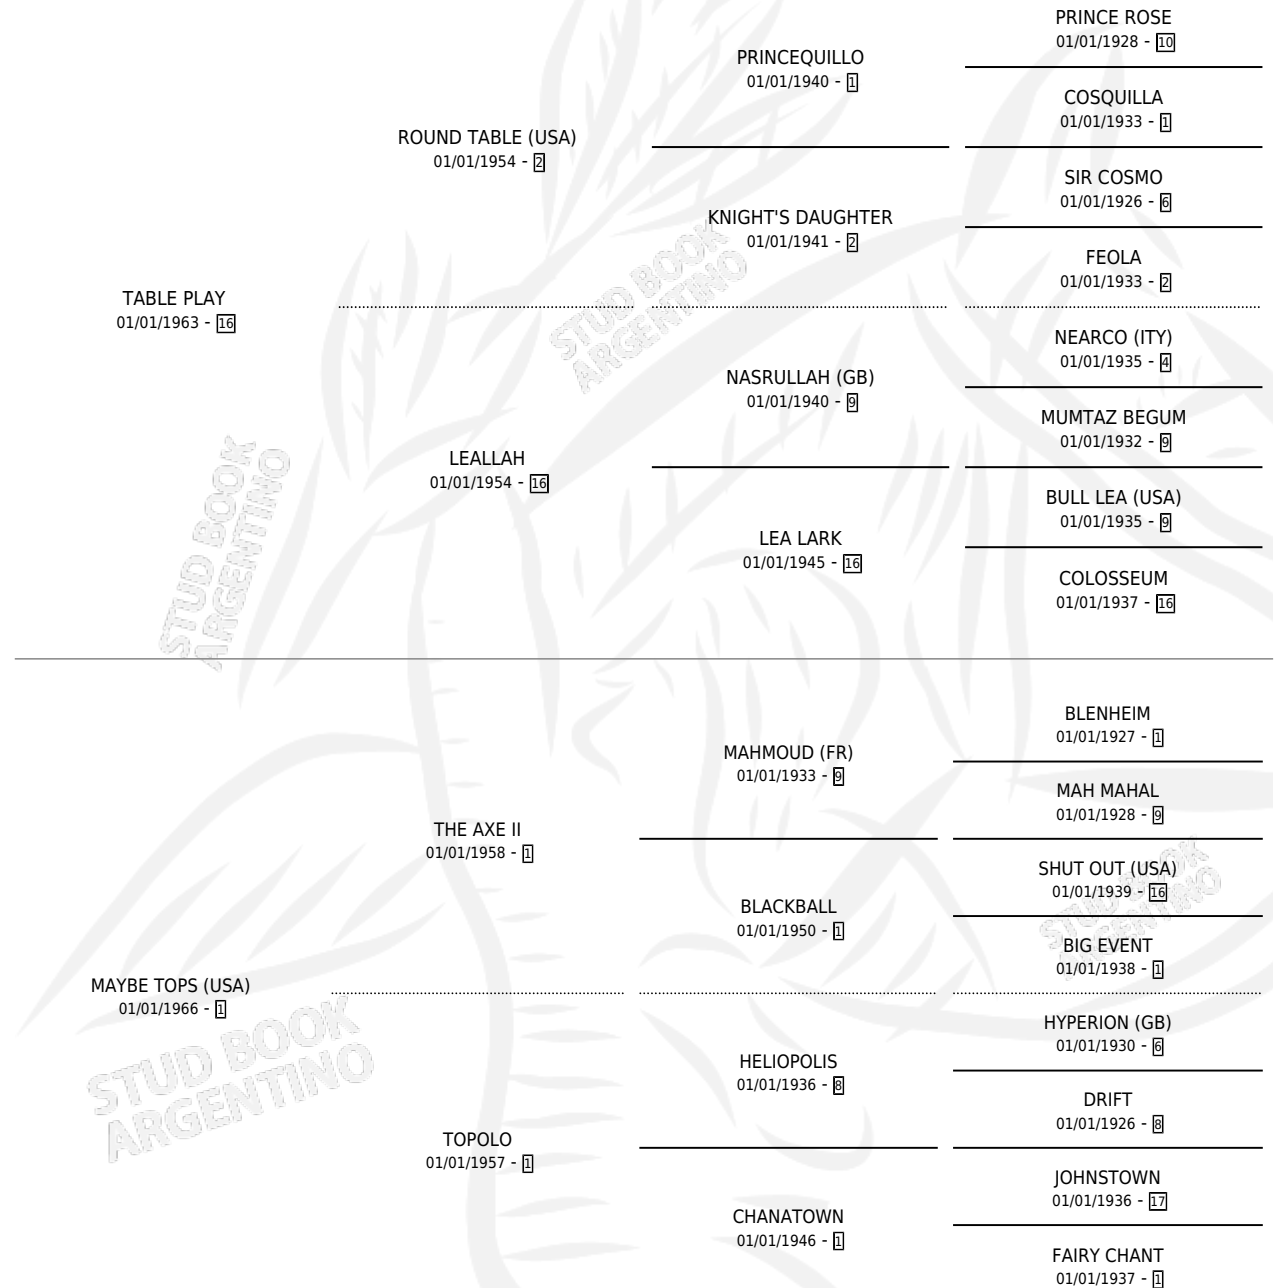 PRINCE ROSE
01/01/1928 - 10
PRINCEQUILLO
01/01/1940 - 1
COSQUILLA
01/01/1933 - 1
ROUND TABLE (USA)
01/01/1954 - 2
SIR COSMO
01/01/1926 - 6
KNIGHT'S DAUGHTER
01/01/1941 - 2
FEOLA
01/01/1933 - 2
TABLE PLAY
01/01/1963 - 16
NEARCO (ITY)
01/01/1935 - 4
NASRULLAH (GB)
01/01/1940 - 9
MUMTAZ BEGUM
01/01/1932 - 9
LEALLAH
01/01/1954 - 16
BULL LEA (USA)
01/01/1935 - 9
LEA LARK
01/01/1945 - 16
COLOSSEUM
01/01/1937 - 16
BLENHEIM
01/01/1927 - 1
MAHMOUD (FR)
01/01/1933 - 9
MAH MAHAL
01/01/1928 - 9
THE AXE II
01/01/1958 - 1
SHUT OUT (USA)
01/01/1939 - 16
BLACKBALL
01/01/1950 - 1
BIG EVENT
01/01/1938 - 1
MAYBE TOPS (USA)
01/01/1966 - 1
HYPERION (GB)
01/01/1930 - 6
HELIOPOLIS
01/01/1936 - 8
DRIFT
01/01/1926 - 8
TOPOLO
01/01/1957 - 1
JOHNSTOWN
01/01/1936 - 17
CHANATOWN
01/01/1946 - 1
FAIRY CHANT
01/01/1937 - 1
STUD BOOK
ARGENTINO
STUD BOOK
ARGENTINO
STUD BOOK
ARGENTINO
STUD BOOK
ARGENTINO